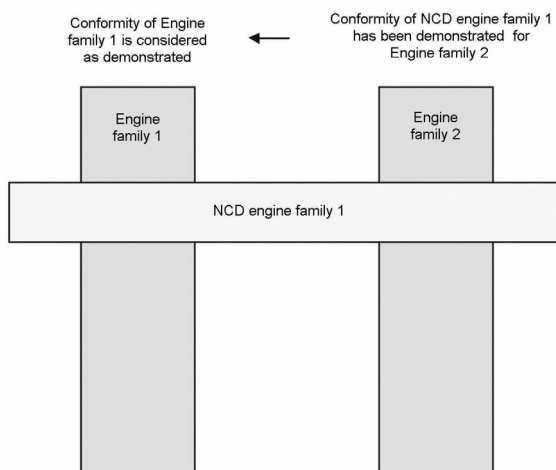 Conformity of Engine
family 1 is considered
as demonstrated
Conformity of NCD engine family 1
has been demonstrated for
Engine family 2
Engine
family 1
Engine
family 2
NCD engine family 1